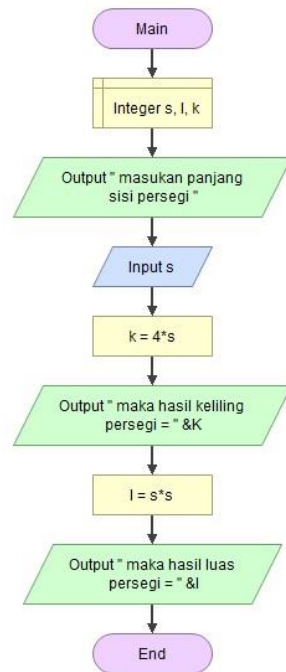 Main
Integer s, l, k
Output " masukan panjang
sisi persegi "
Input s
k = 4*s
Output " maka hasil keliling
persegi = " &K
l = s*s
Output " maka hasil luas
persegi = " &l
End